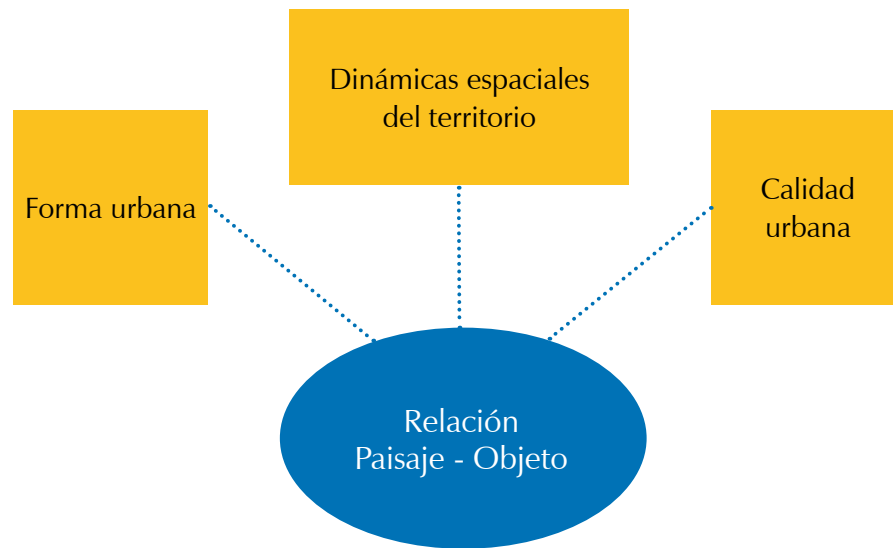 Dinámicas espaciales
del territorio
Forma urbana
Calidad
urbana
Relación
Paisaje - Objeto